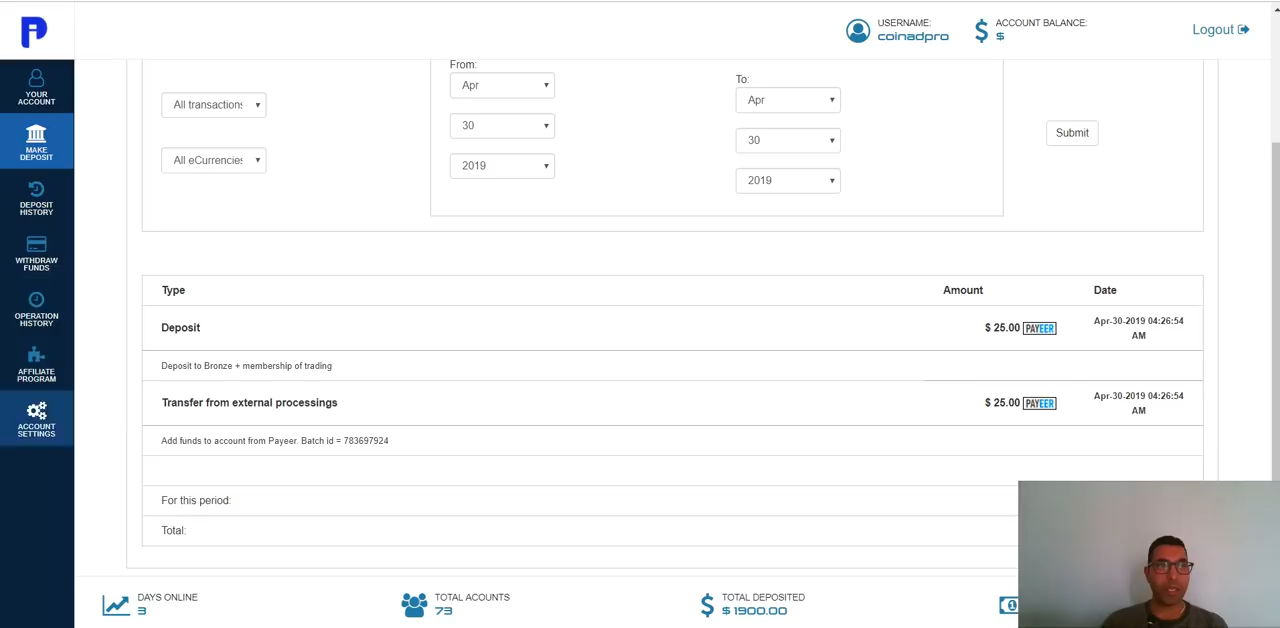 USERNAME:
coinadpro
ACCOUNT BALANCE:
$
Logout
YOUR
ACCOUNT
MAKE
DEPOSIT
DEPOSIT
HISTORY
WITHDRAW
FUNDS
OPERATION
HISTORY
AFFILIATE
PROGRAM
ACCOUNT
SETTINGS
All transactions
All eCurrencies
From:
Apr
30
2019
To:
Apr
30
2019
Submit
Type Amount Date
Deposit $ 25.00 PAYEER Apr-30-2019 04:26:54
AM
Deposit to Bronze + membership of trading
Transfer from external processings $ 25.00 PAYEER Apr-30-2019 04:26:54
AM
Add funds to account from Payeer. Batch id = 783697924
For this period:
Total:
DAYS ONLINE
3
TOTAL ACOUNTS
73
TOTAL DEPOSITED
$ 1900.00